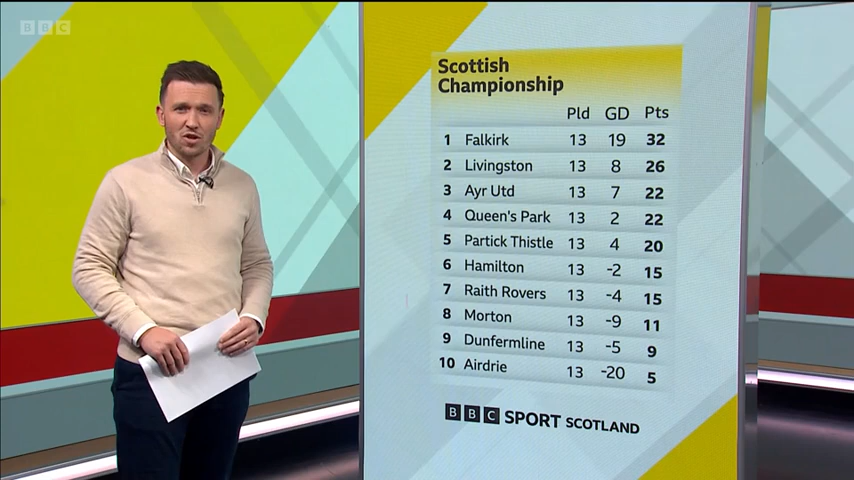 BBC
Scottish
Championship
Pld GD Pts
1 Falkirk 13 19 32
2 Livingston 13 8 26
3 Ayr Utd 13 7 22
4 Queen's Park 13 2 22
5 Partick Thistle 13 4 20
6 Hamilton 13 -2 15
7 Raith Rovers 13 -4 15
8 Morton 13 -9 11
9 Dunfermline 13 -5 9
10 Airdrie 13 -20 5
BBC SPORT SCOTLAND